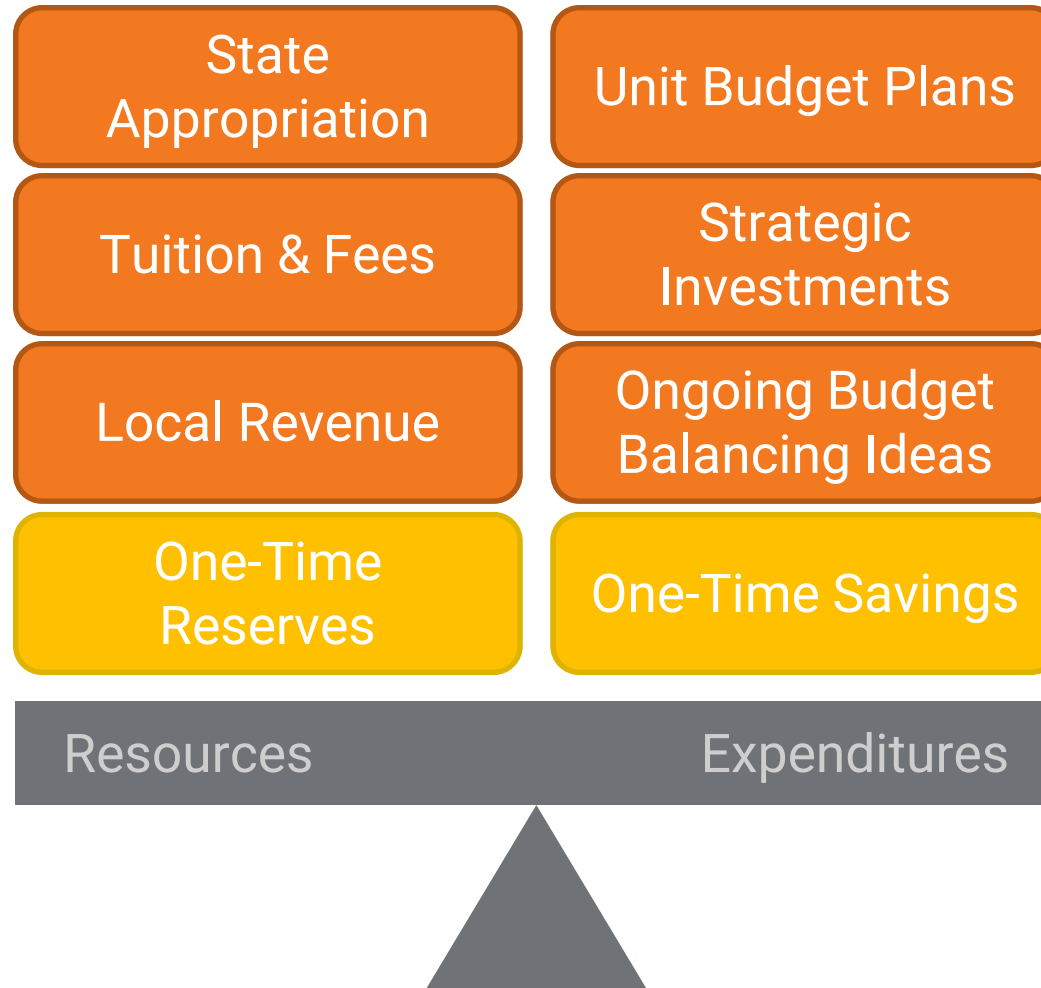 State
Appropriation
Unit Budget Plans
Tuition & Fees
Strategic
Investments
Local Revenue
Ongoing Budget
Balancing Ideas
One-Time
Reserves
One-Time Savings
Resources
Expenditures